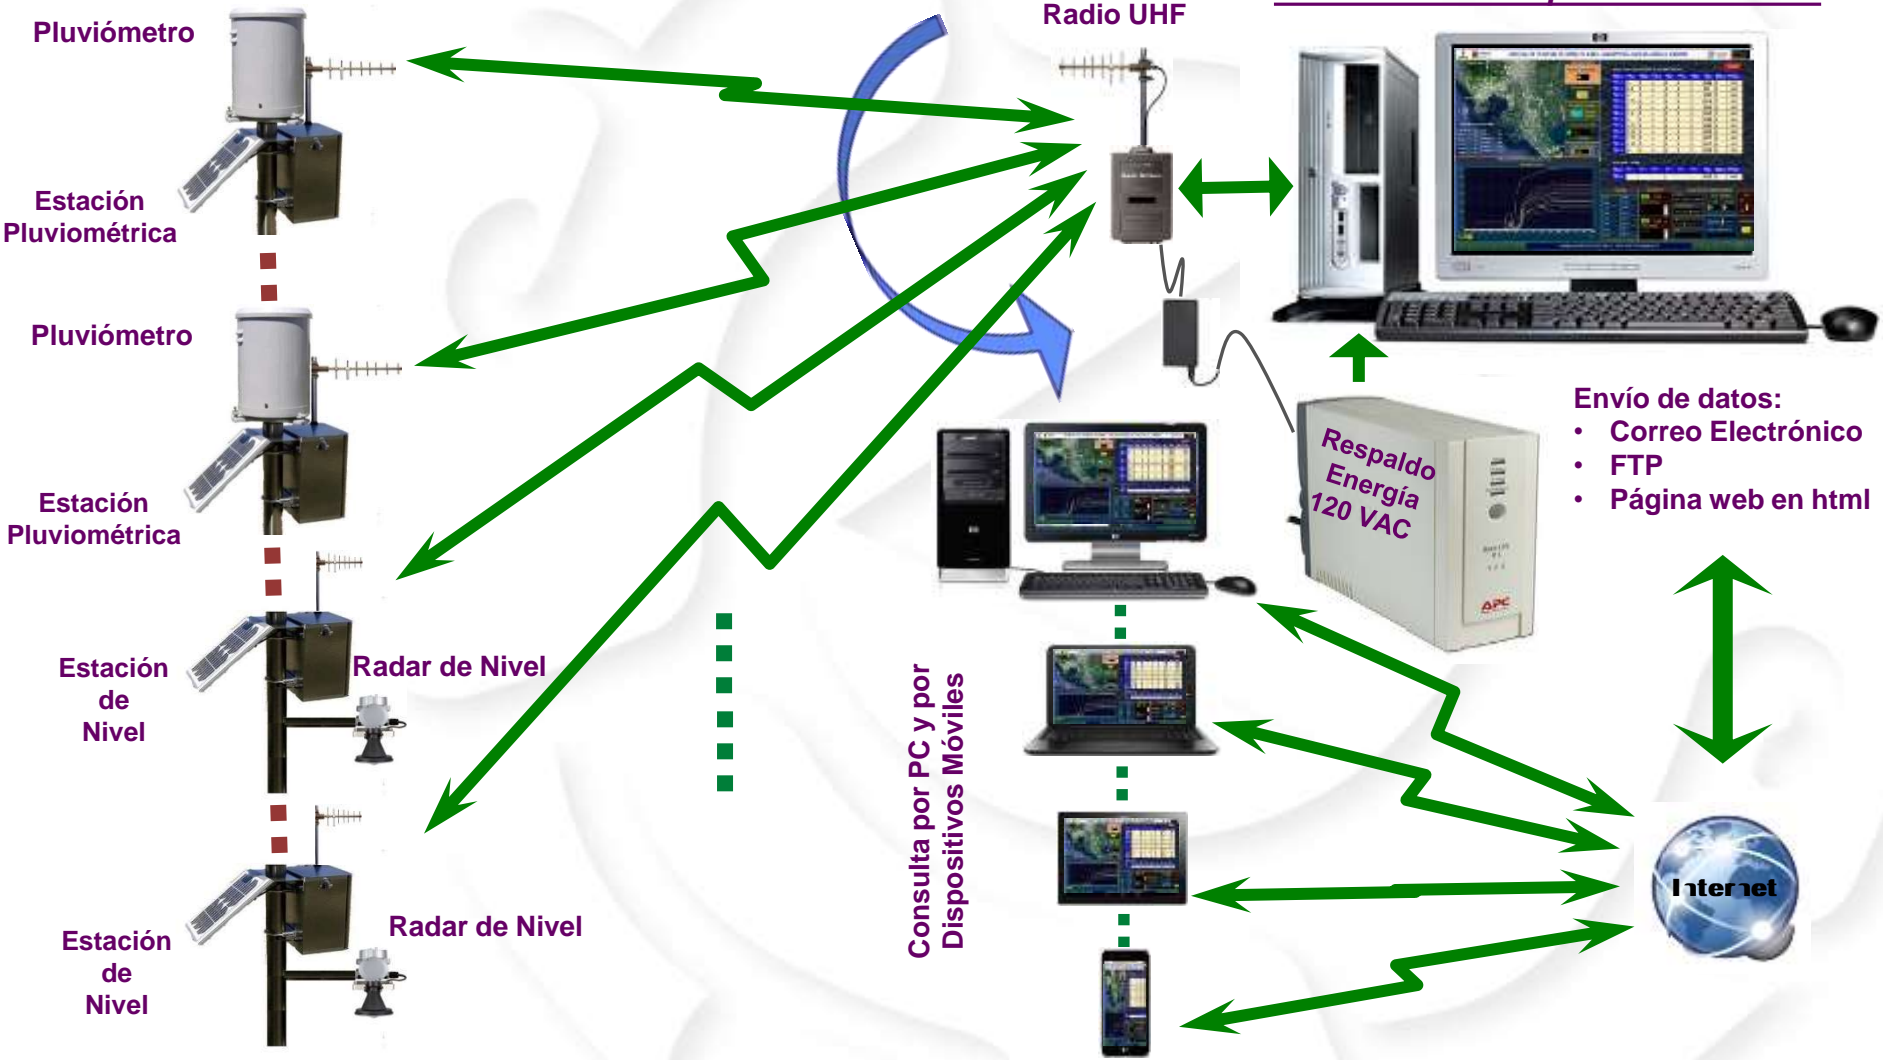 Radio UHF
Pluviómetro
Estación
Pluviométrica
Pluviómetro
Estación
Pluviométrica
Estación
de
Nivel
Radar de Nivel
Estación
de
Nivel
Radar de Nivel
Respaldo
Energía
120 VAC
APC
Envío de datos:
• Correo Electrónico
• FTP
• Página web en html
Consulta por PC y por
Dispositivos Móviles
Internet